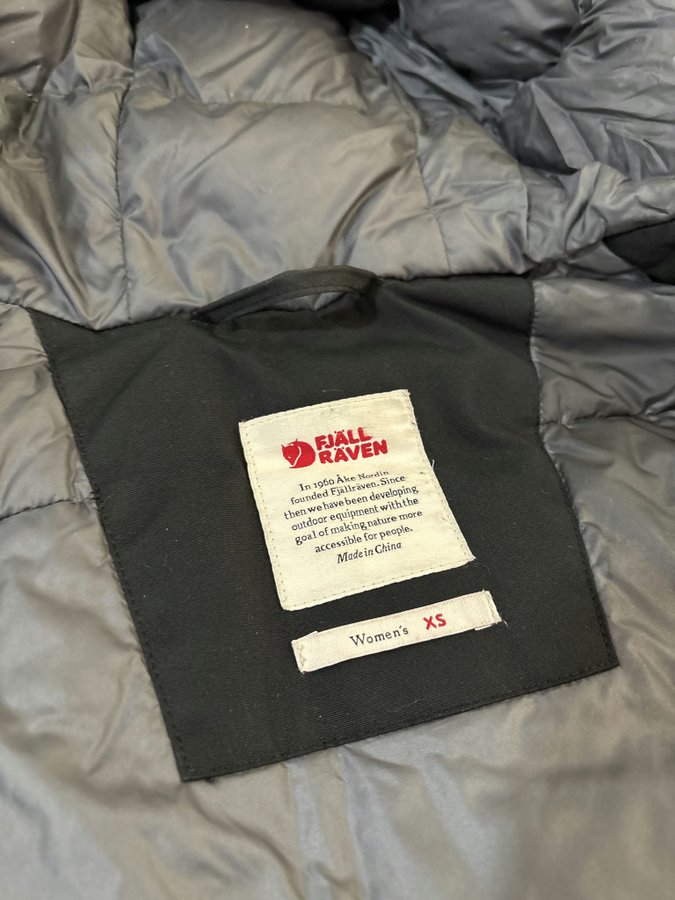 FJÄLL
RÄVEN
In 1960 Åke Nordin
founded Fjällräven. Since
then we have been developing
outdoor equipment with the
goal of making nature more
accessible for people.
Made in China
Women's XS